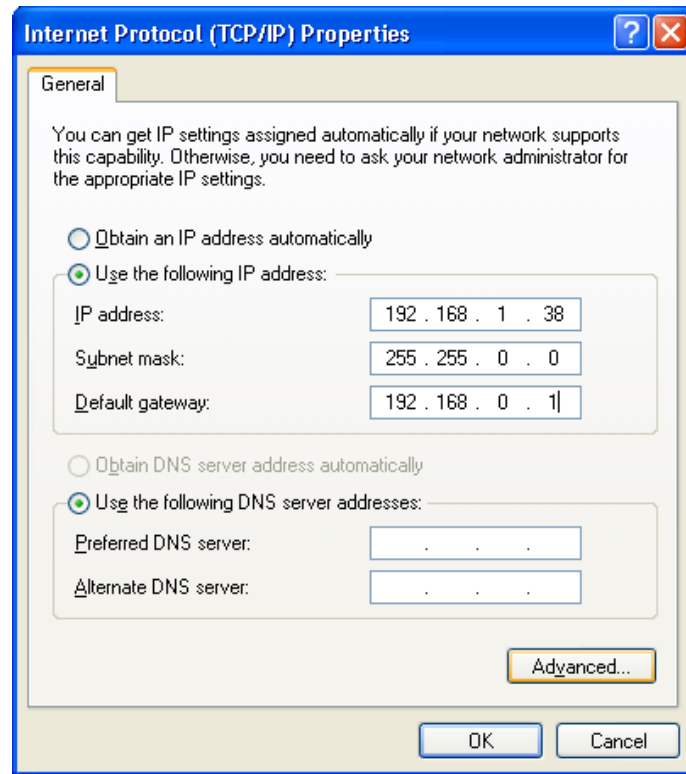 Internet Protocol (TCP/IP) Properties
General
You can get IP settings assigned automatically if your network supports
this capability. Otherwise, you need to ask your network administrator for
the appropriate IP settings.
Obtain an IP address automatically
Use the following IP address:
IP address: 192 . 168 . 1 . 38
Subnet mask: 255 . 255 . 0 . 0
Default gateway: 192 . 168 . 0 . 1
Obtain DNS server address automatically
Use the following DNS server addresses:
Preferred DNS server: . . .
Alternate DNS server: . . .
Advanced...
OK Cancel